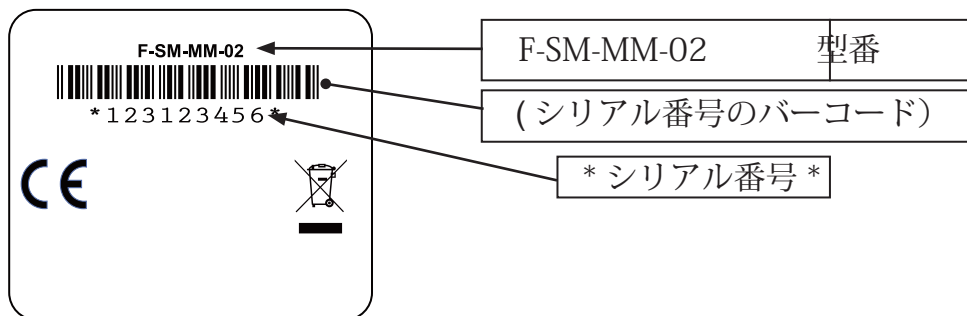 F-SM-MM-02
*123123456*
CE
F-SM-MM-02 型番
(シリアル番号のバーコード)
*シリアル番号*